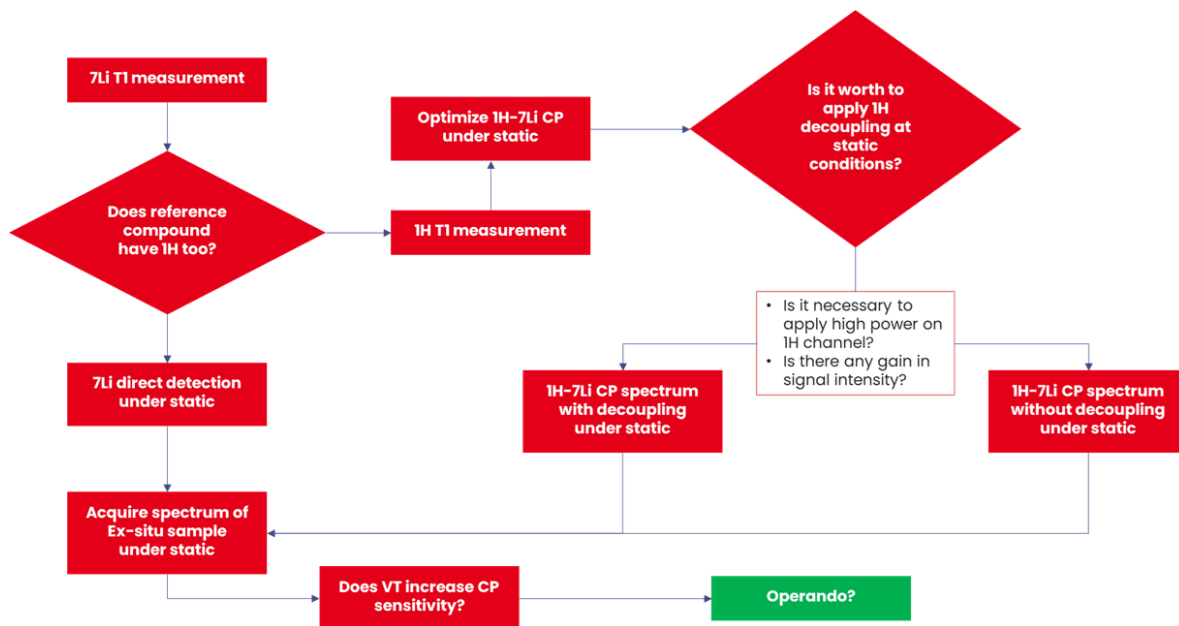 7Li T1 measurement
Does reference
compound
have 1H too?
1H T1 measurement
Optimize 1H-7Li CP
under static
Is it worth to
apply 1H
decoupling at
static
conditions?
• Is it necessary to
apply high power on
1H channel?
• Is there any gain in
signal intensity?
7Li direct detection
under static
1H-7Li CP spectrum
with decoupling
under static
1H-7Li CP spectrum
without decoupling
under static
Acquire spectrum of
Ex-situ sample
under static
Does VT increase CP
sensitivity?
Operando?